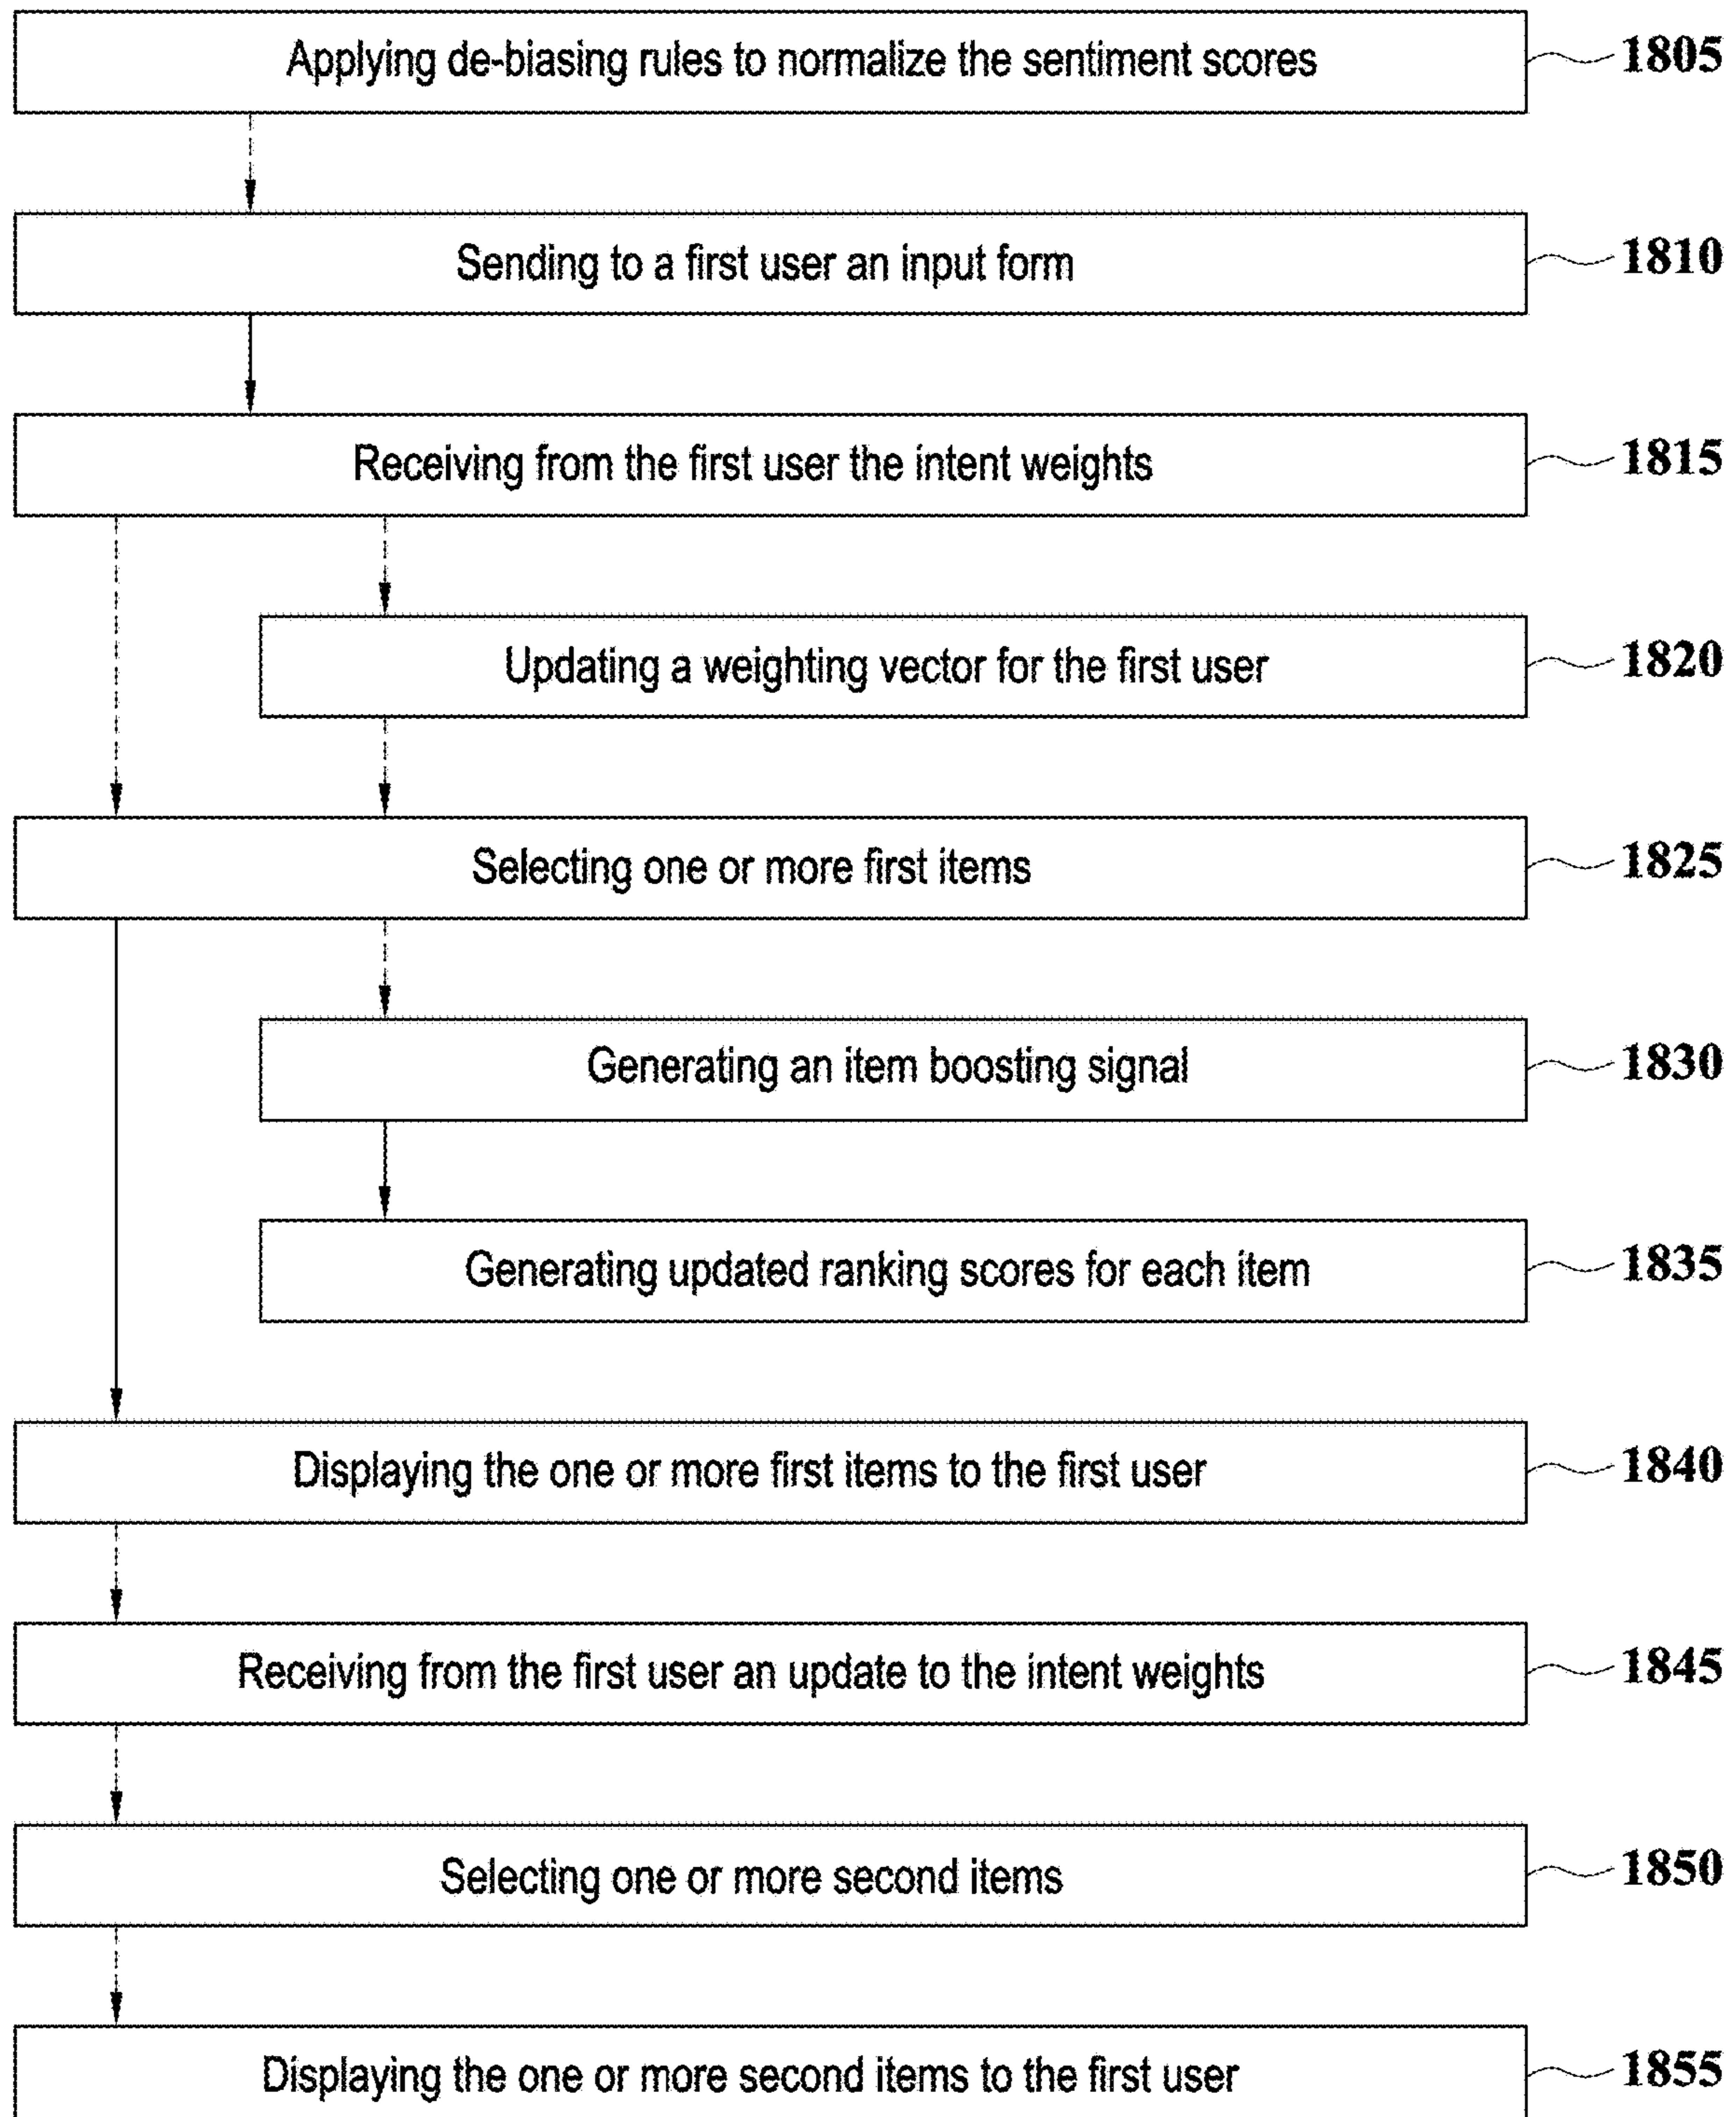 Applying de-biasing rules to normalize the sentiment scores 1805
Sending to a first user an input form 1810
Receiving from the first user the intent weights 1815
Updating a weighting vector for the first user 1820
Selecting one or more first items 1825
Generating an item boosting signal 1830
Generating updated ranking scores for each item 1835
Displaying the one or more first items to the first user 1840
Receiving from the first user an update to the intent weights 1845
Selecting one or more second items 1850
Displaying the one or more second items to the first user 1855